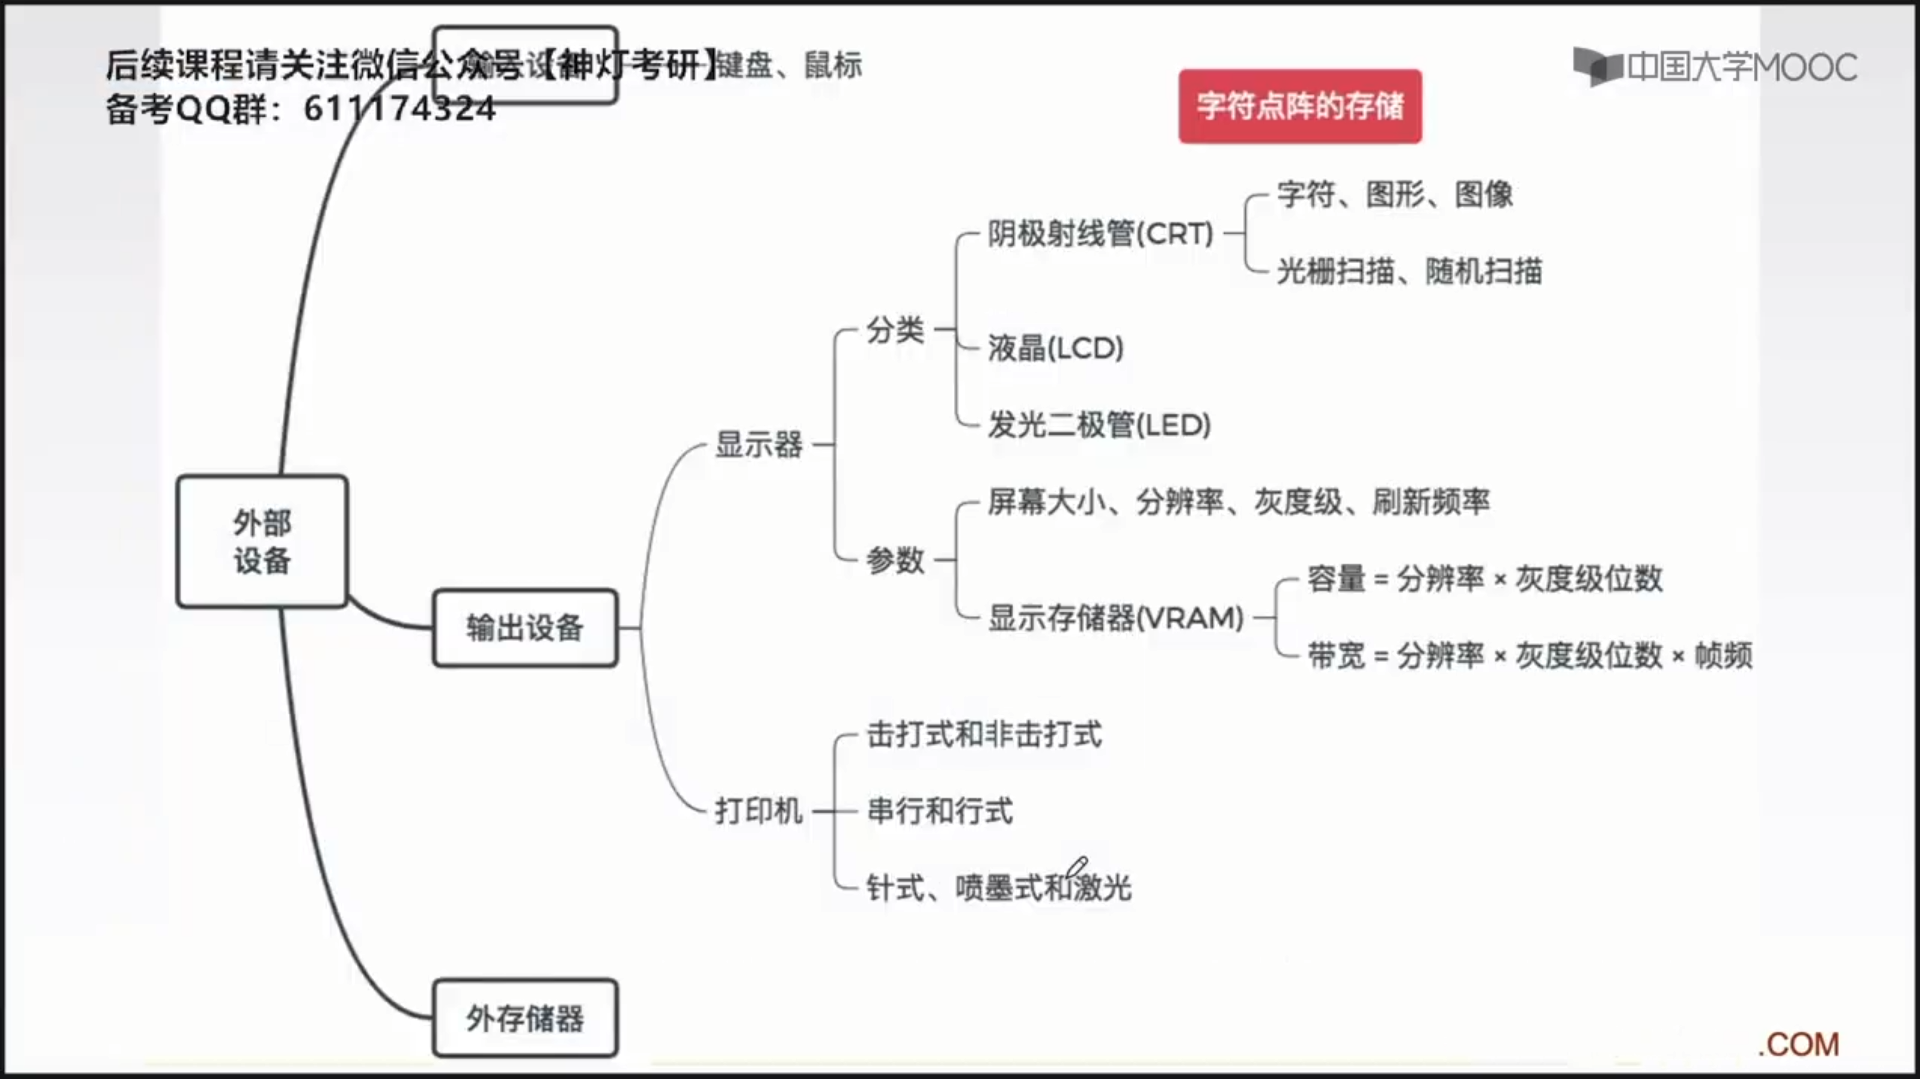 后续课程请关注微信公众号【神灯考研】
备考QQ群：611174324
键盘、鼠标
中国大学MOOC
字符点阵的存储
字符、图形、图像
阴极射线管(CRT)
光栅扫描、随机扫描
分类
液晶(LCD)
发光二极管(LED)
显示器
屏幕大小、分辨率、灰度级、刷新频率
参数
容量 = 分辨率 × 灰度级位数
显示存储器(VRAM)
带宽 = 分辨率 × 灰度级位数 × 帧频
外部
设备
输出设备
击打式和非击打式
打印机
串行和行式
针式、喷墨式和激光
外存储器
.COM